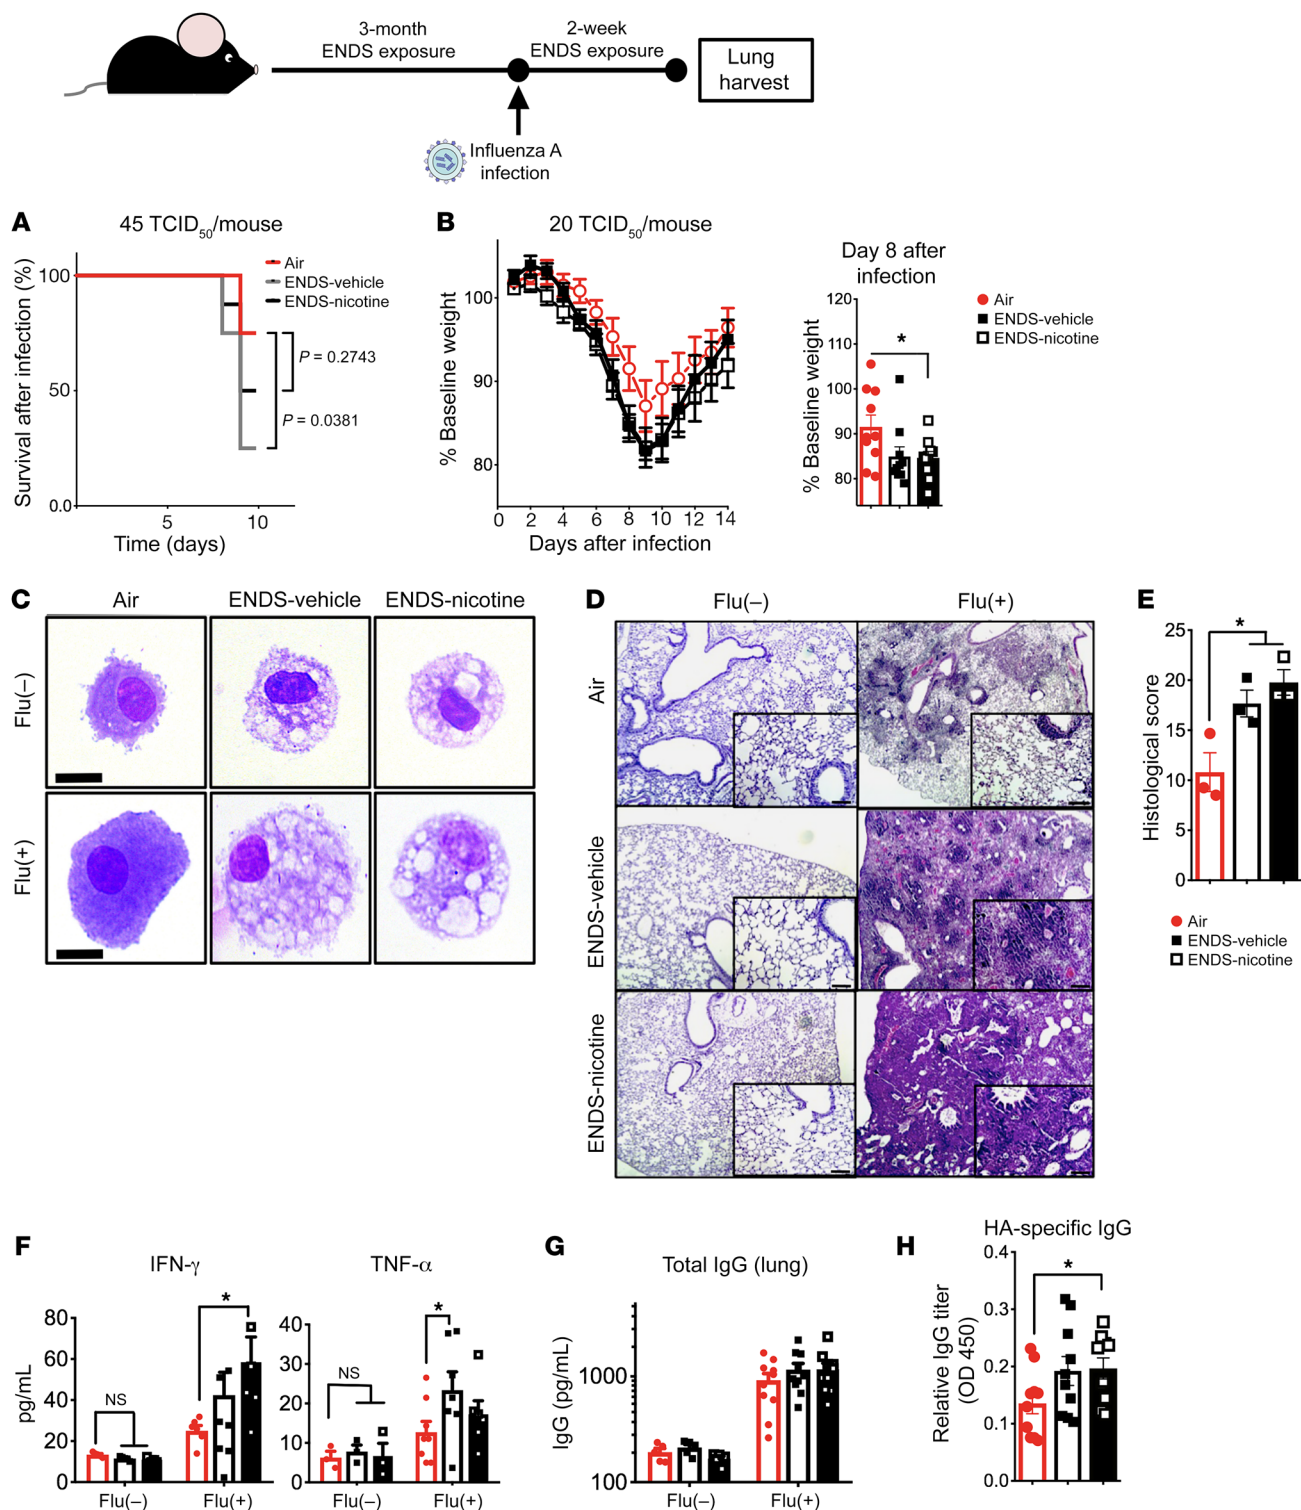 3-month
ENDS exposure
2-week
ENDS exposure
Lung
harvest
Influenza A
infection
A
45 TCID50/mouse
Survival after infection (%)
100
50
0.0
5
10
Time (days)
Air
ENDS-vehicle
ENDS-nicotine
P = 0.2743
P = 0.0381
B
20 TCID50/mouse
% Baseline weight
100
90
80
0 2 4 6 8 10 12 14
Days after infection
Day 8 after
infection
% Baseline weight
120
110
100
90
80
*
Air
ENDS-vehicle
ENDS-nicotine
C
Air
ENDS-vehicle
ENDS-nicotine
Flu(–)
Flu(+)
D
Flu(–)
Flu(+)
Air
ENDS-vehicle
ENDS-nicotine
E
Histological score
25
20
15
10
5
0
*
Air
ENDS-vehicle
ENDS-nicotine
F
IFN-γ
pg/mL
80
60
40
20
0
NS
*
Flu(–)
Flu(+)
TNF-α
40
30
20
10
0
NS
*
Flu(–)
Flu(+)
G
Total IgG (lung)
IgG (pg/mL)
1000
100
Flu(–)
Flu(+)
H
HA-specific IgG
Relative IgG titer
(OD 450)
0.4
0.3
0.2
0.1
0.0
*
Flu(+)